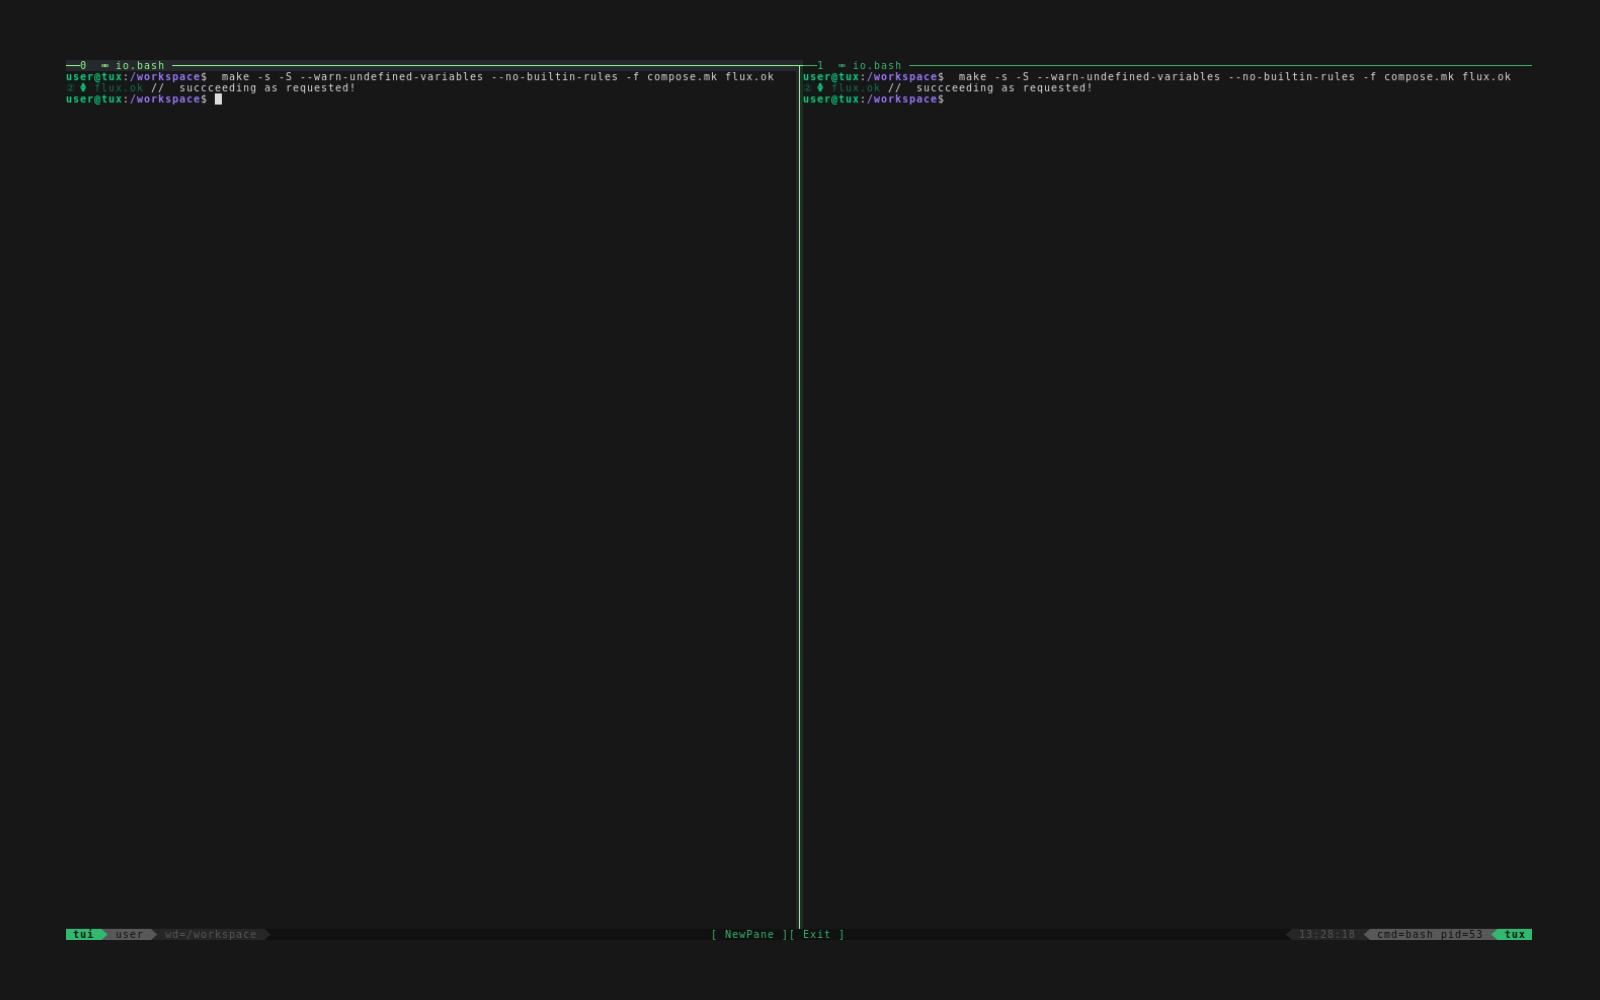 0 ⥈ io.bash
user@tux:/workspace$ make -s -S --warn-undefined-variables --no-builtin-rules -f compose.mk flux.ok
② Φ flux.ok // succceeding as requested!
user@tux:/workspace$
1 ⥈ io.bash
user@tux:/workspace$ make -s -S --warn-undefined-variables --no-builtin-rules -f compose.mk flux.ok
② Φ flux.ok // succceeding as requested!
user@tux:/workspace$
tui user wd=/workspace [ NewPane ][ Exit ] 13:28:18 cmd=bash pid=53 tux